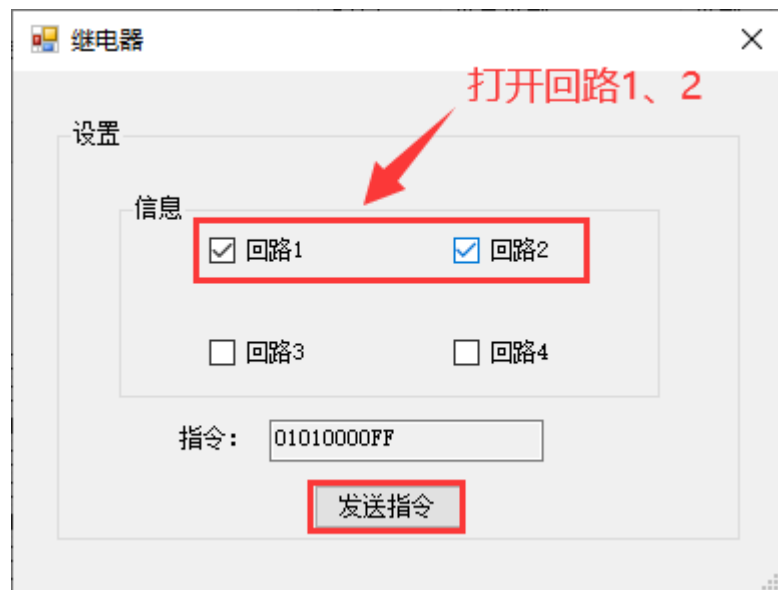 继电器
打开回路1、2
设置
信息
回路1 回路2
回路3 回路4
指令： 01010000FF
发送指令